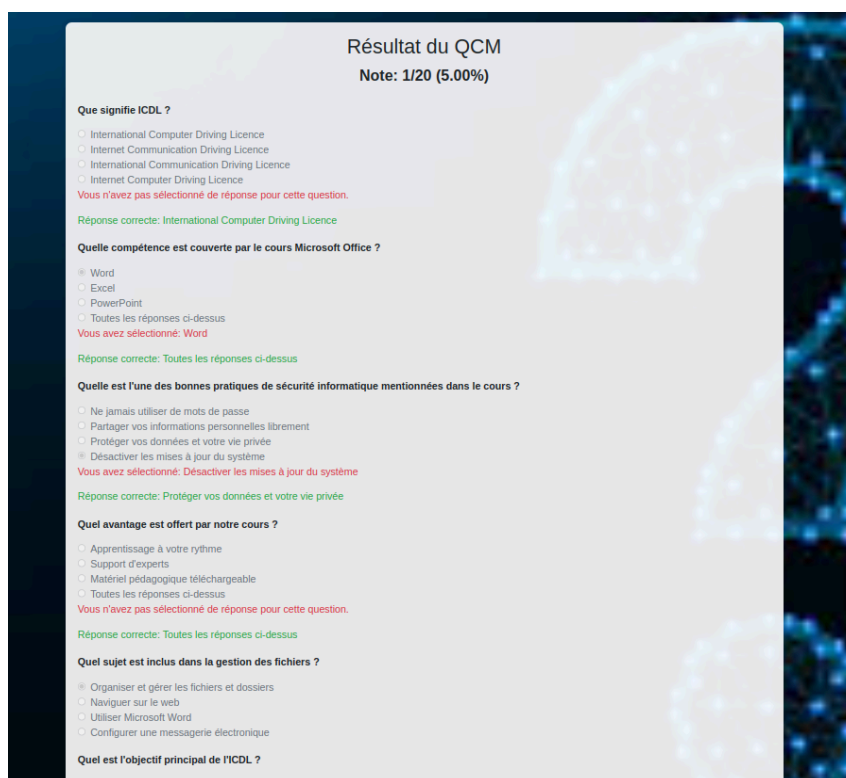 Résultat du QCM
Note: 1/20 (5.00%)
Que signifie ICDL ?
International Computer Driving Licence
Internet Communication Driving Licence
International Communication Driving Licence
Internet Computer Driving Licence
Vous n'avez pas sélectionné de réponse pour cette question.
Réponse correcte: International Computer Driving Licence
Quelle compétence est couverte par le cours Microsoft Office ?
Word
Excel
PowerPoint
Toutes les réponses ci-dessus
Vous avez sélectionné: Word
Réponse correcte: Toutes les réponses ci-dessus
Quelle est l'une des bonnes pratiques de sécurité informatique mentionnées dans le cours ?
Ne jamais utiliser de mots de passe
Partager vos informations personnelles librement
Protéger vos données et votre vie privée
Désactiver les mises à jour du système
Vous avez sélectionné: Désactiver les mises à jour du système
Réponse correcte: Protéger vos données et votre vie privée
Quel avantage est offert par notre cours ?
Apprentissage à votre rythme
Support d'experts
Matériel pédagogique téléchargeable
Toutes les réponses ci-dessus
Vous n'avez pas sélectionné de réponse pour cette question.
Réponse correcte: Toutes les réponses ci-dessus
Quel sujet est inclus dans la gestion des fichiers ?
Organiser et gérer les fichiers et dossiers
Naviguer sur le web
Utiliser Microsoft Word
Configurer une messagerie électronique
Quel est l'objectif principal de l'ICDL ?